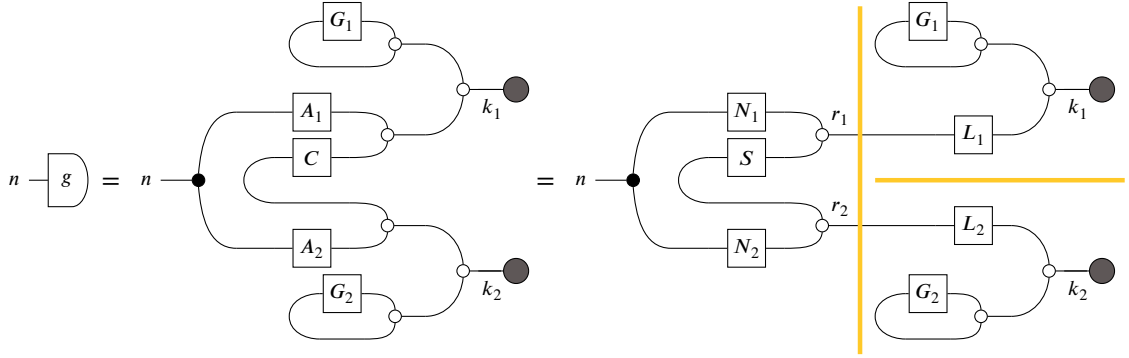 G₁ G₁
k₁ k₁
A₁ N₁ r₁
C S L₁
n g = n = n
r₂
A₂ N₂ L₂
G₂ G₂
k₂ k₂